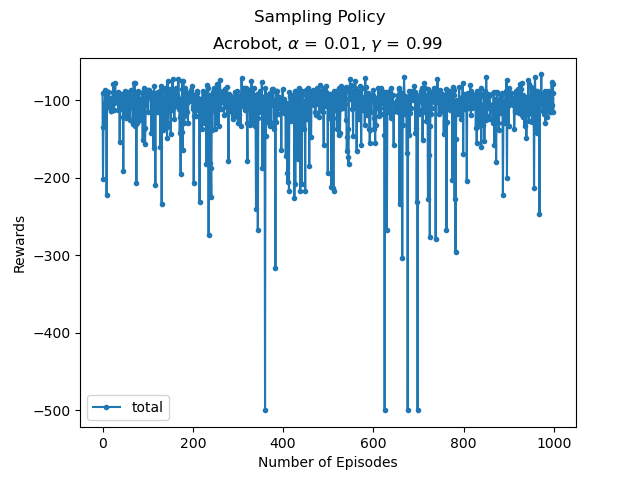 Sampling Policy
Acrobot, α = 0.01, γ = 0.99
Rewards
−100
−200
−300
−400
−500
total
0 200 400 600 800 1000
Number of Episodes